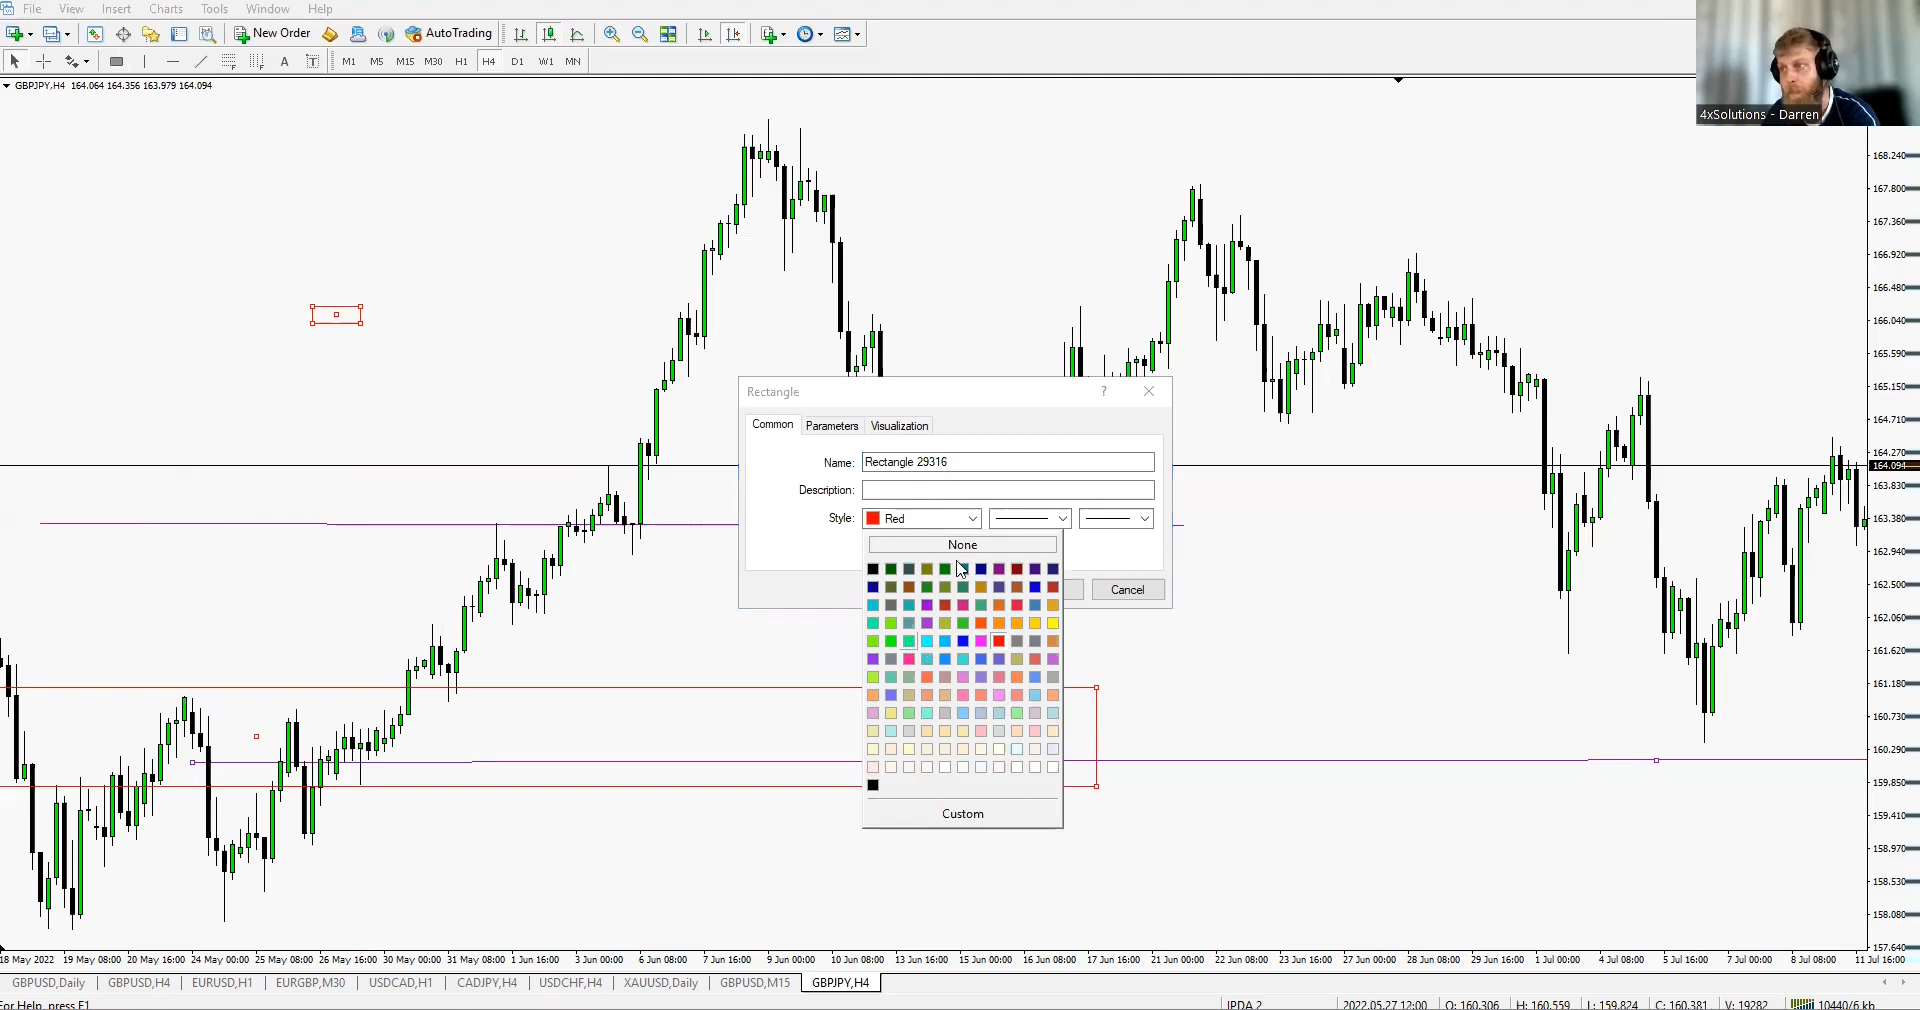 File View Insert Charts Tools Window Help
New Order AutoTrading
A T M1 M5 M15 M30 H1 H4 D1 W1 MN
GBPJPY,H4 164.064 164.356 163.979 164.094
4xSolutions - Darren
168.240
167.800
167.360
166.920
166.480
166.040
165.590
165.150
164.710
164.270
164.094
163.830
163.380
162.940
162.500
162.060
161.620
161.180
160.730
160.290
159.850
159.410
158.970
158.530
158.080
157.640
Rectangle ?
Common Parameters Visualization
Name: Rectangle 29316
Description:
Style: Red
None
Cancel
Custom
18 May 2022 19 May 08:00 20 May 16:00 24 May 00:00 25 May 08:00 26 May 16:00 30 May 00:00 31 May 08:00 1 Jun 16:00 3 Jun 00:00 6 Jun 08:00 7 Jun 16:00 9 Jun 00:00 10 Jun 08:00 13 Jun 16:00 15 Jun 00:00 16 Jun 08:00 17 Jun 16:00 21 Jun 00:00 22 Jun 08:00 23 Jun 16:00 27 Jun 00:00 28 Jun 08:00 29 Jun 16:00 1 Jul 00:00 4 Jul 08:00 5 Jul 16:00 7 Jul 00:00 8 Jul 08:00 11 Jul 16:00
GBPUSD,Daily GBPUSD,H4 EURUSD,H1 EURGBP,M30 USDCAD,H1 CADJPY,H4 USDCHF,H4 XAUUSD,Daily GBPUSD,M15 GBPJPY,H4
For Help, press F1 IPDA 2 2022.05.27 12:00 O: 160.306 H: 160.559 L: 159.824 C: 160.381 V: 19282 10440/6 kb